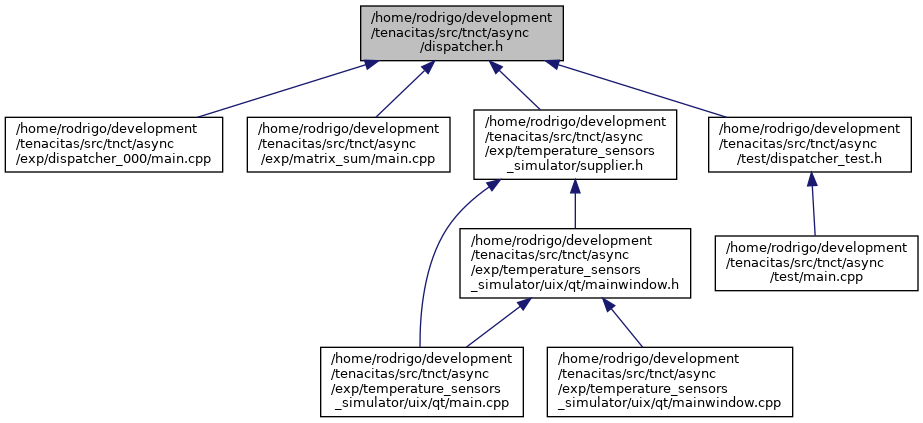 /home/rodrigo/development
/tenacitas/src/tnct/async
/dispatcher.h
/home/rodrigo/development
/tenacitas/src/tnct/async
/exp/dispatcher_000/main.cpp
/home/rodrigo/development
/tenacitas/src/tnct/async
/exp/matrix_sum/main.cpp
/home/rodrigo/development
/tenacitas/src/tnct/async
/exp/temperature_sensors
_simulator/supplier.h
/home/rodrigo/development
/tenacitas/src/tnct/async
/test/dispatcher_test.h
/home/rodrigo/development
/tenacitas/src/tnct/async
/exp/temperature_sensors
_simulator/uix/qt/mainwindow.h
/home/rodrigo/development
/tenacitas/src/tnct/async
/test/main.cpp
/home/rodrigo/development
/tenacitas/src/tnct/async
/exp/temperature_sensors
_simulator/uix/qt/main.cpp
/home/rodrigo/development
/tenacitas/src/tnct/async
/exp/temperature_sensors
_simulator/uix/qt/mainwindow.cpp